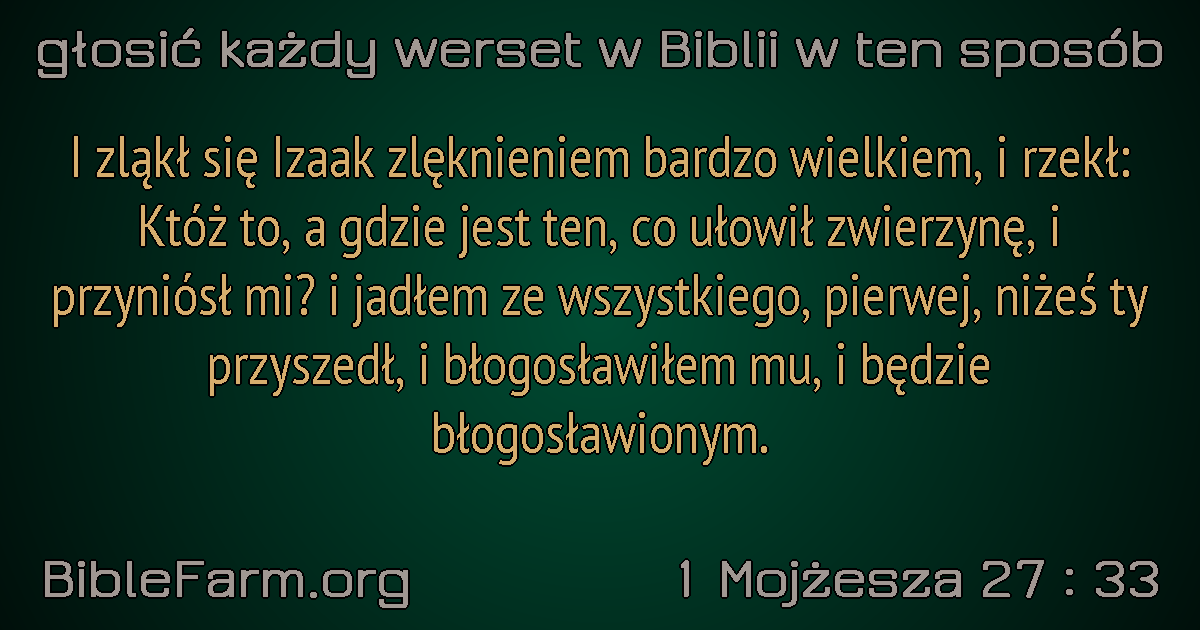 głosić każdy werset w Biblii w ten sposób
I zląkł się Izaak zlęknieniem bardzo wielkiem, i rzekł:
Któż to, a gdzie jest ten, co ułowił zwierzynę, i
przyniósł mi? i jadłem ze wszystkiego, pierwej, niżeś ty
przyszedł, i błogosławiłem mu, i będzie
błogosławionym.
BibleFarm.org
1 Mojżesza 27 : 33